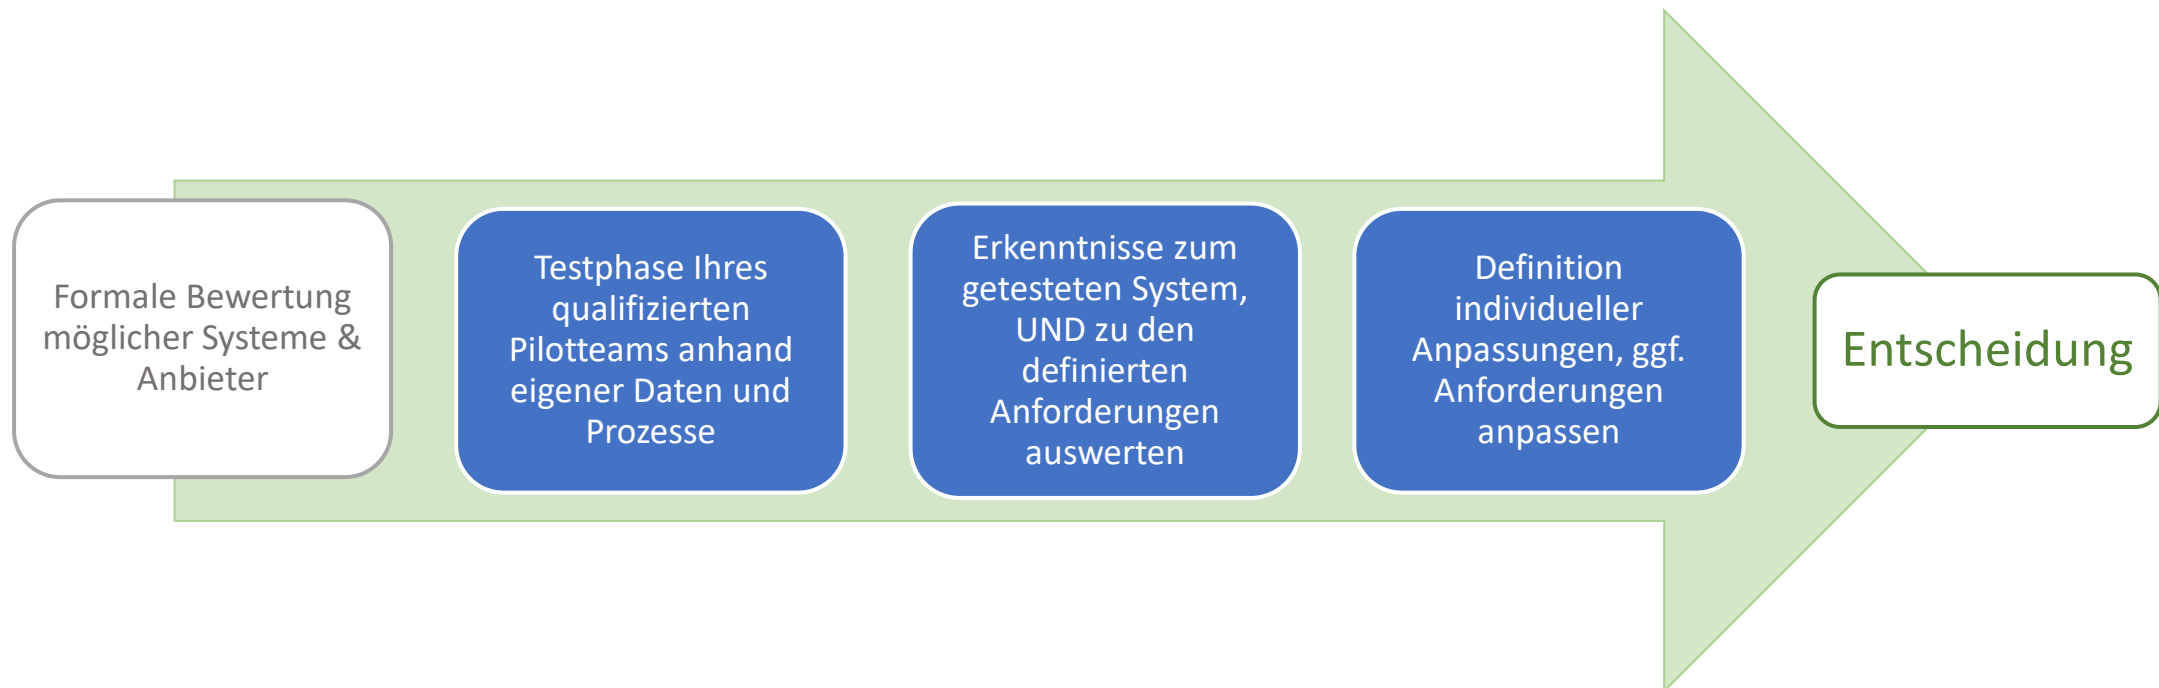 Formale Bewertung
möglicher Systeme &
Anbieter
Testphase Ihres
qualifizierten
Pilotteams anhand
eigener Daten und
Prozesse
Erkenntnisse zum
getesteten System,
UND zu den
definierten
Anforderungen
auswerten
Definition
individueller
Anpassungen, ggf.
Anforderungen
anpassen
Entscheidung